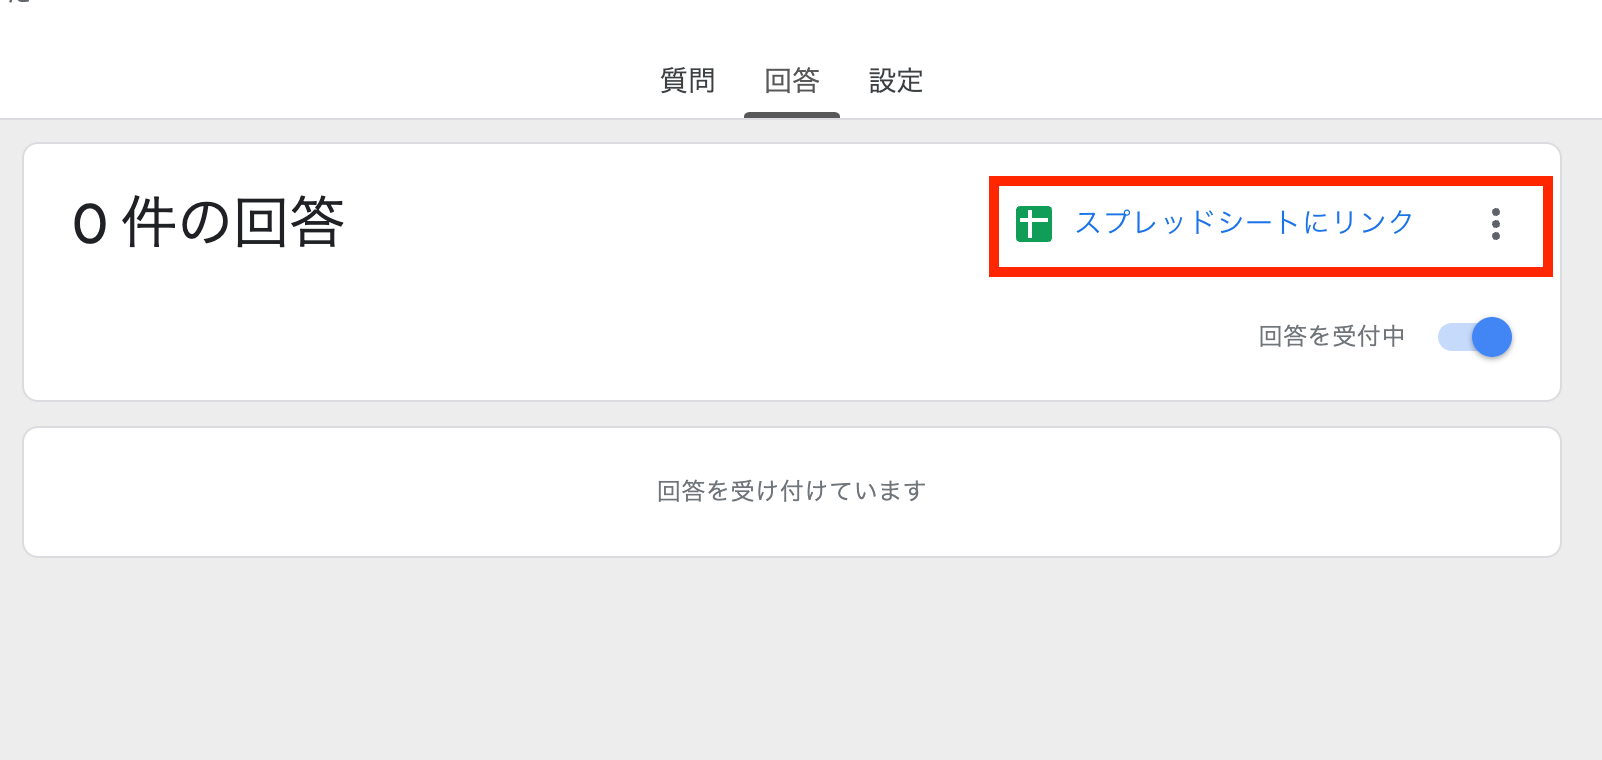 質問 回答 設定
0 件の回答
スプレッドシートにリンク
回答を受付中
回答を受け付けています